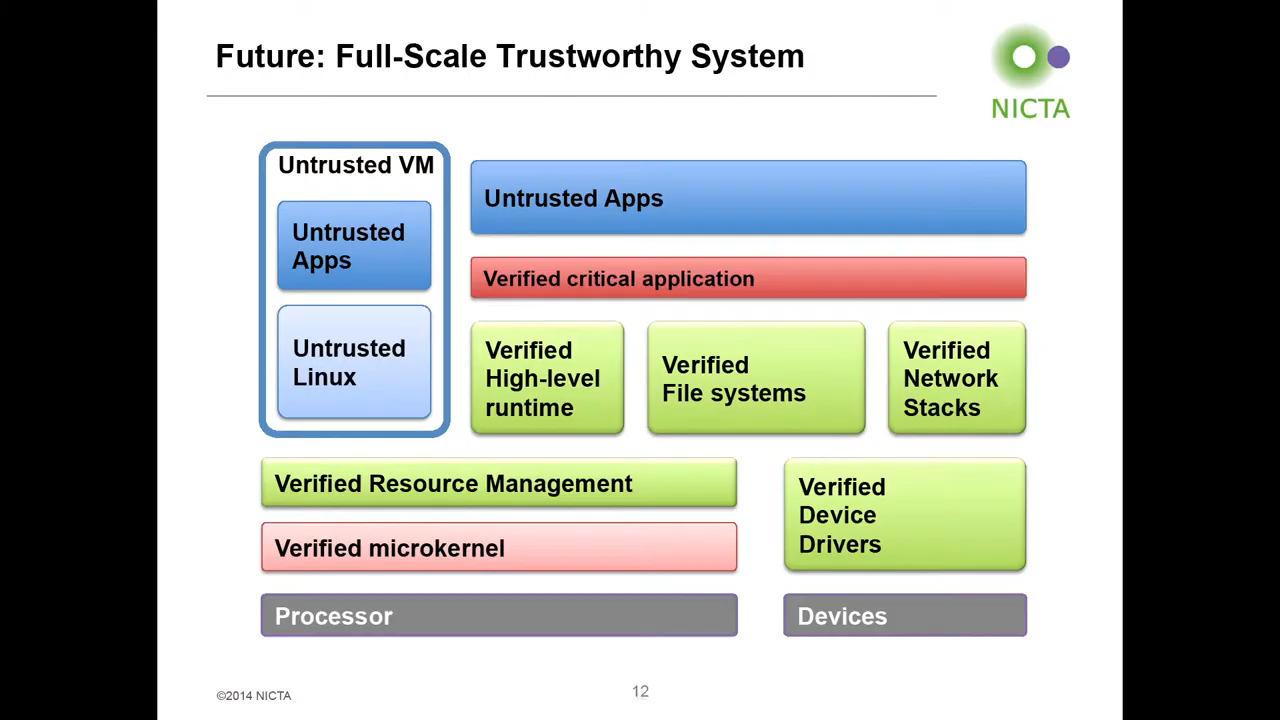 Future: Full-Scale Trustworthy System
NICTA
Untrusted VM
Untrusted
Apps
Untrusted
Linux
Untrusted Apps
Verified critical application
Verified
High-level
runtime
Verified
File systems
Verified
Network
Stacks
Verified Resource Management
Verified microkernel
Verified
Device
Drivers
Processor
Devices
©2014 NICTA
12